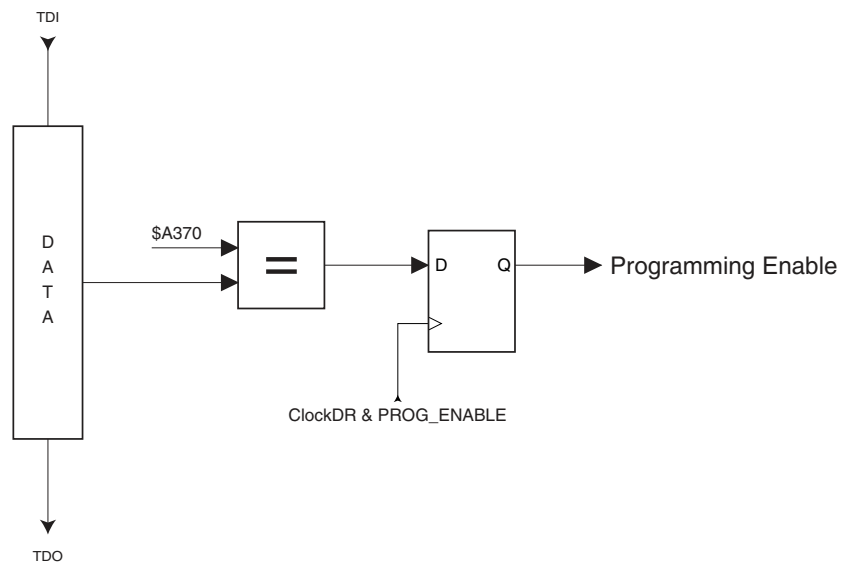 TDI
D
A
T
A
$A370
=
D
Q
Programming Enable
ClockDR & PROG_ENABLE
TDO